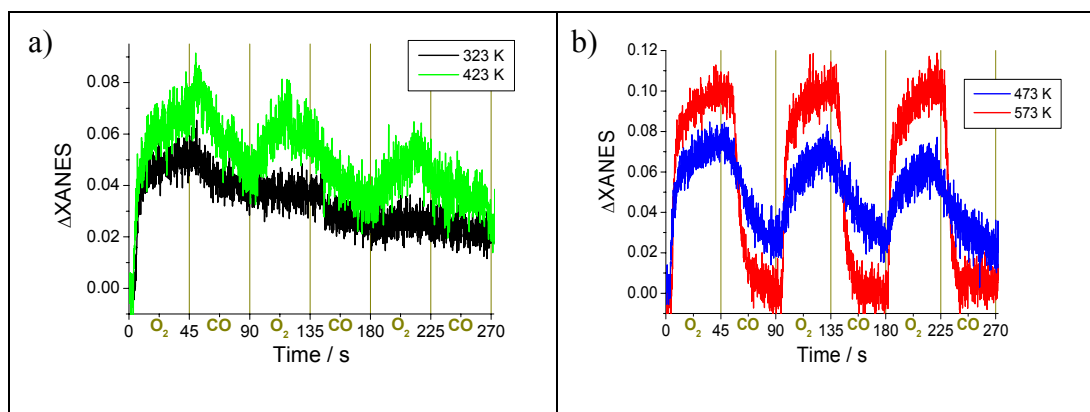 a)
323 K
423 K
ΔXANES
0.08
0.06
0.04
0.02
0.00
0 45 90 135 180 225 270
O2 CO O2 CO O2 CO
Time / s
b)
473 K
573 K
ΔXANES
0.12
0.10
0.08
0.06
0.04
0.02
0.00
0 45 90 135 180 225 270
O2 CO O2 CO O2 CO
Time / s